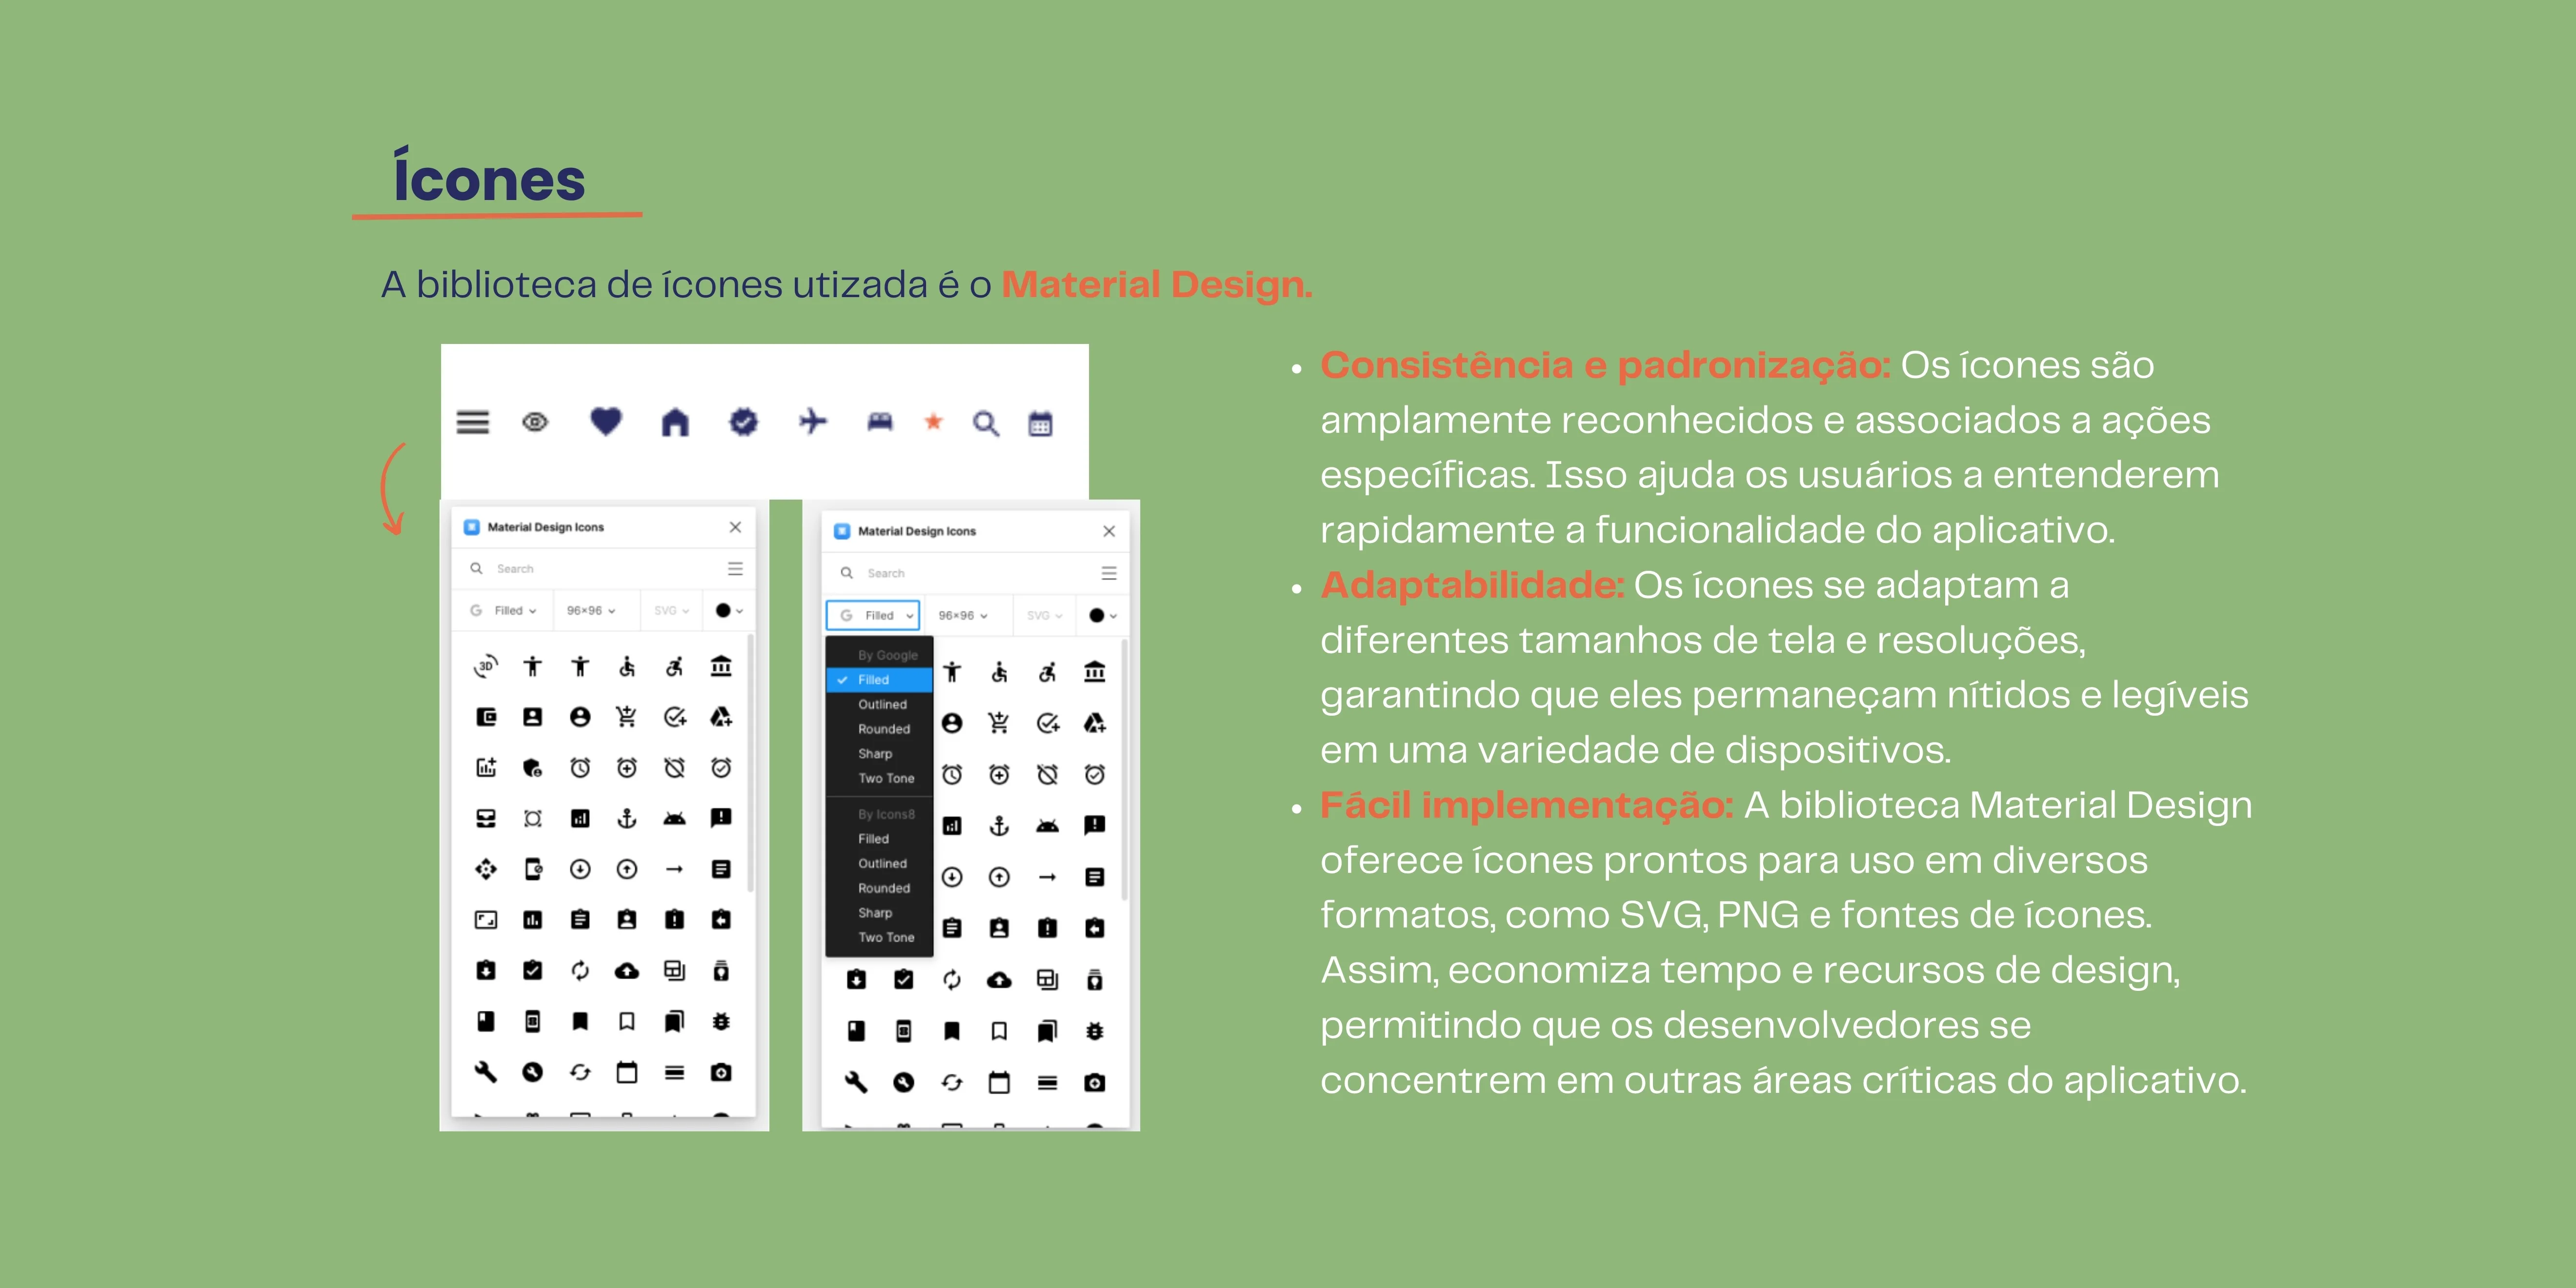 Ícones
A biblioteca de ícones utizada é o Material Design.
Material Design Icons
Search
Filled
96×96
SVG
3D
Material Design Icons
Search
Filled
96×96
SVG
By Google
Filled
Outlined
Rounded
Sharp
Two Tone
By Icons8
Filled
Outlined
Rounded
Sharp
Two Tone
• Consistência e padronização: Os ícones são
amplamente reconhecidos e associados a ações
específicas. Isso ajuda os usuários a entenderem
rapidamente a funcionalidade do aplicativo.
• Adaptabilidade: Os ícones se adaptam a
diferentes tamanhos de tela e resoluções,
garantindo que eles permaneçam nítidos e legíveis
em uma variedade de dispositivos.
• Fácil implementação: A biblioteca Material Design
oferece ícones prontos para uso em diversos
formatos, como SVG, PNG e fontes de ícones.
Assim, economiza tempo e recursos de design,
permitindo que os desenvolvedores se
concentrem em outras áreas críticas do aplicativo.